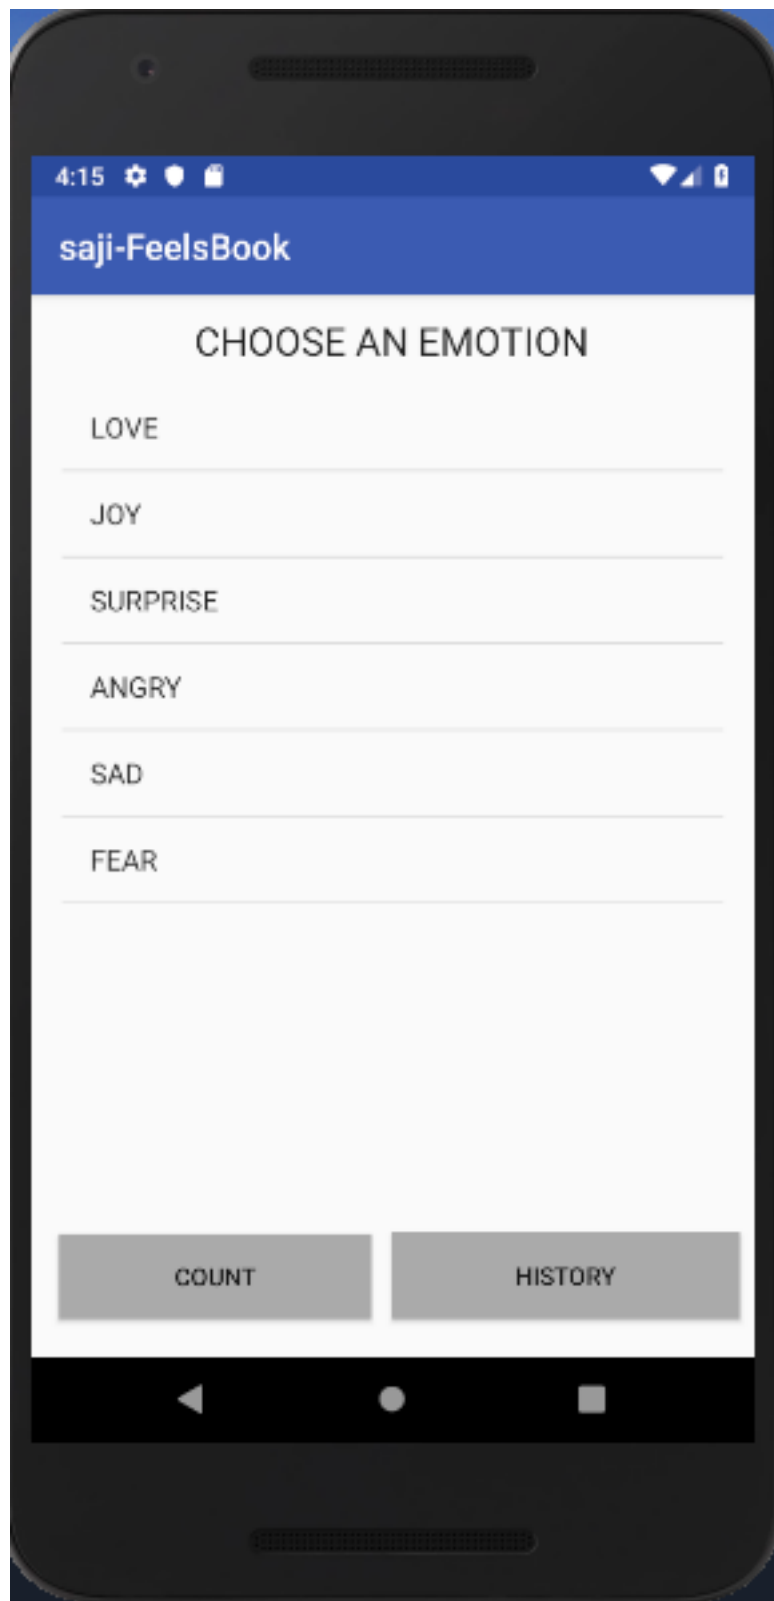 4:15
saji-FeelsBook
CHOOSE AN EMOTION
LOVE
JOY
SURPRISE
ANGRY
SAD
FEAR
COUNT HISTORY